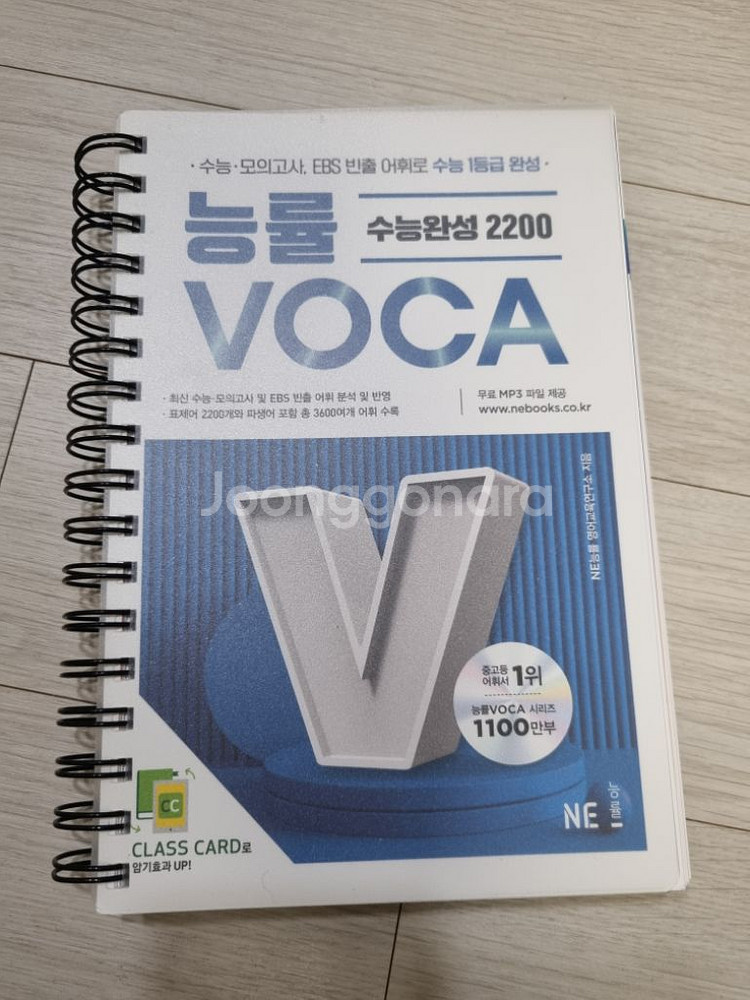 · 수능·모의고사, EBS 빈출 어휘로 수능 1등급 완성 ·
능률
수능완성 2200
VOCA
· 최신 수능·모의고사 및 EBS 빈출 어휘 분석 및 반영
· 표제어 2200개와 파생어 포함 총 3600여개 어휘 수록
무료 MP3 파일 제공
www.nebooks.co.kr
Joonggonara
NE능률 영어교육연구소 지음
V
중고등
어휘서 1위
능률VOCA 시리즈
1100만부
CC
CLASS CARD로
암기효과 UP!
NE 능률